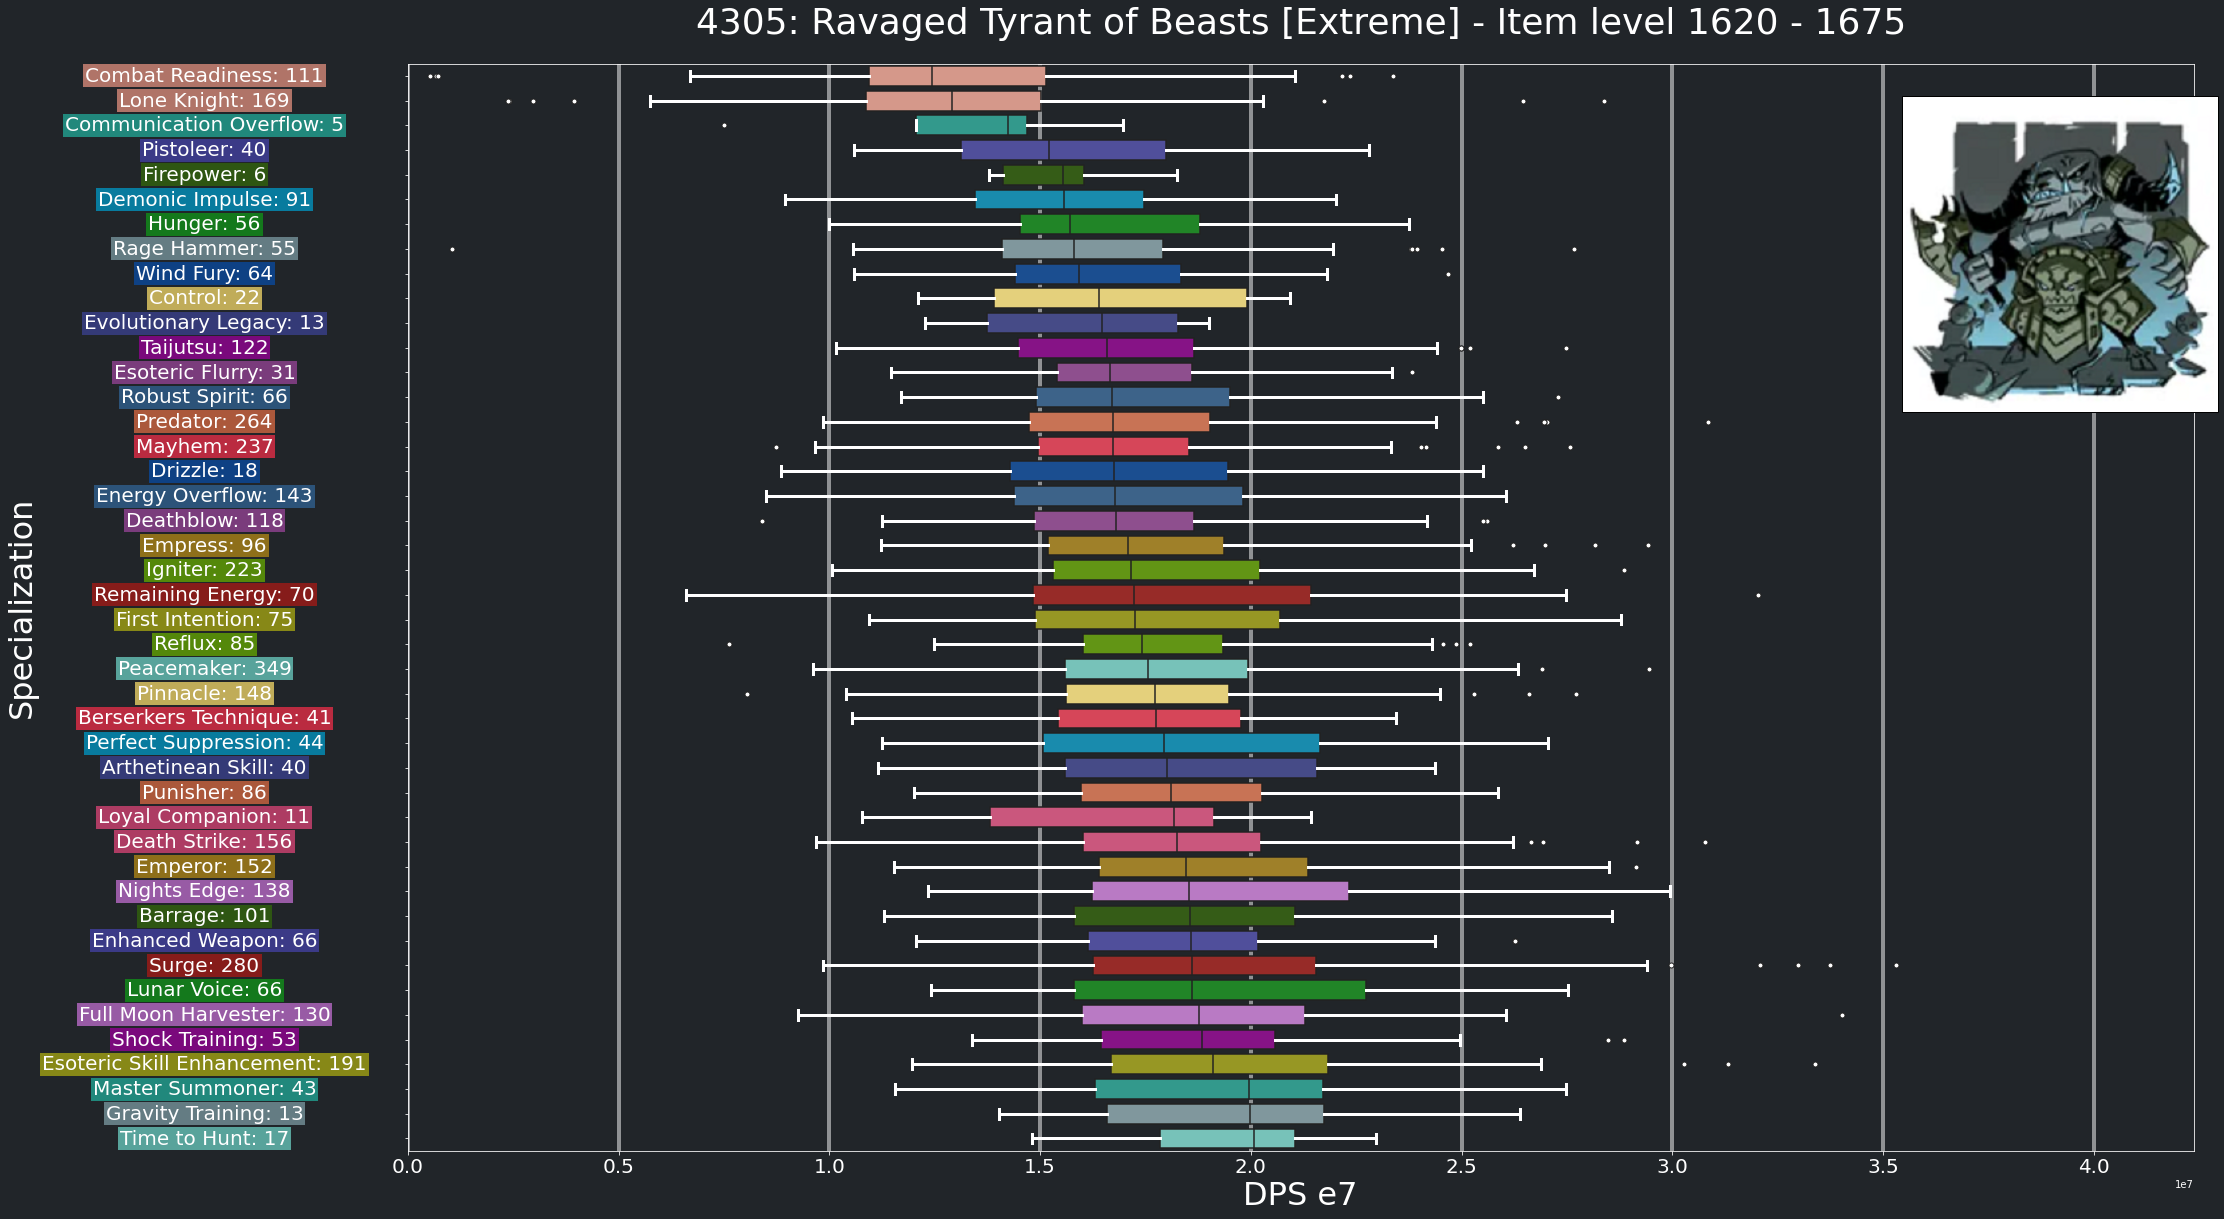 4305: Ravaged Tyrant of Beasts [Extreme] - Item level 1620 - 1675
Specialization
Combat Readiness: 111
Lone Knight: 169
Communication Overflow: 5
Pistoleer: 40
Firepower: 6
Demonic Impulse: 91
Hunger: 56
Rage Hammer: 55
Wind Fury: 64
Control: 22
Evolutionary Legacy: 13
Taijutsu: 122
Esoteric Flurry: 31
Robust Spirit: 66
Predator: 264
Mayhem: 237
Drizzle: 18
Energy Overflow: 143
Deathblow: 118
Empress: 96
Igniter: 223
Remaining Energy: 70
First Intention: 75
Reflux: 85
Peacemaker: 349
Pinnacle: 148
Berserkers Technique: 41
Perfect Suppression: 44
Arthetinean Skill: 40
Punisher: 86
Loyal Companion: 11
Death Strike: 156
Emperor: 152
Nights Edge: 138
Barrage: 101
Enhanced Weapon: 66
Surge: 280
Lunar Voice: 66
Full Moon Harvester: 130
Shock Training: 53
Esoteric Skill Enhancement: 191
Master Summoner: 43
Gravity Training: 13
Time to Hunt: 17
0.0 0.5 1.0 1.5 2.0 2.5 3.0 3.5 4.0
1e7
DPS e7